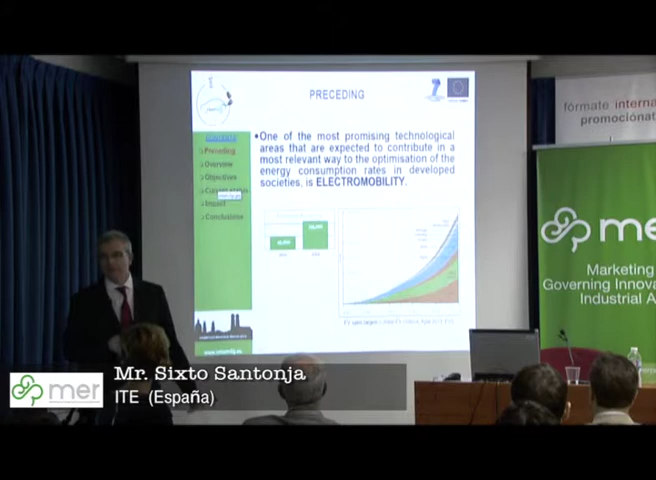 PRECEDING
•One of the most promising technological
areas that are expected to contribute in a
most relevant way to the optimisation of the
energy consumption rates in developed
societies, is ELECTROMOBILITY.
Preceding
Overview
Objectives
Current status
Impact
Conclusions
fórmate interna
promociónat
mer
Marketing
Governing Innova
Industrial A
mer
Mr. Sixto Santonja
ITE (España)